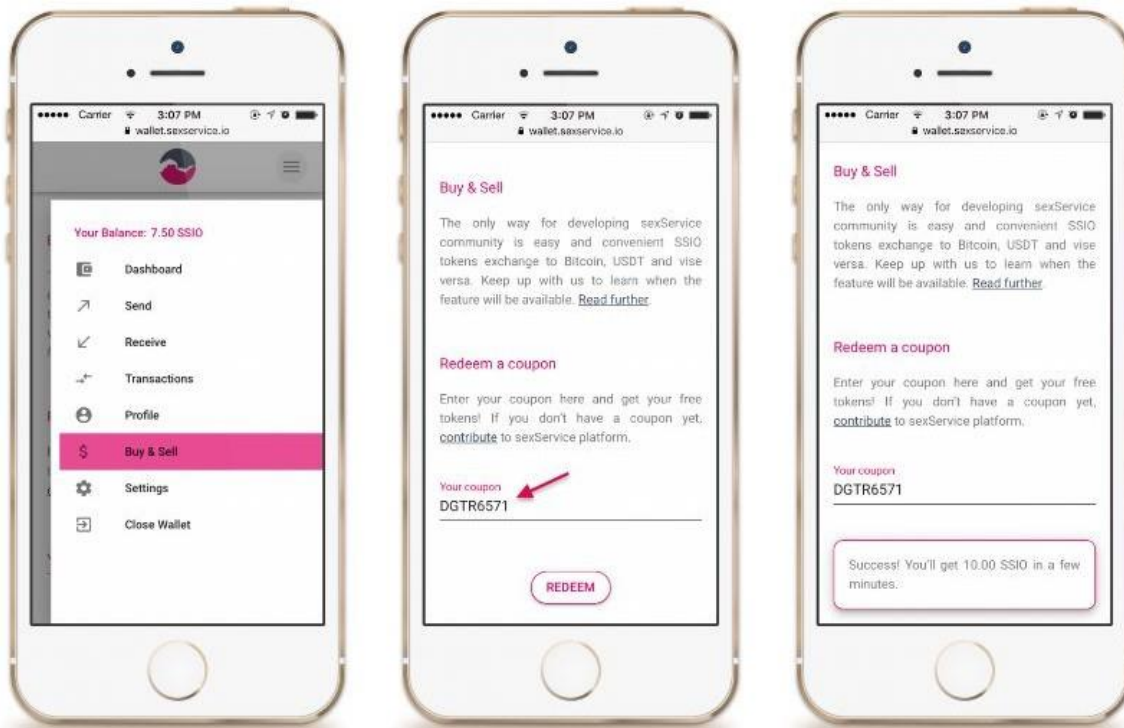 Carrier 3:07 PM
wallet.sexservice.io
Your Balance: 7.50 SSIO
Dashboard
Send
Receive
Transactions
Profile
Buy & Sell
Settings
Close Wallet
Carrier 3:07 PM
wallet.sexservice.io
Buy & Sell
The only way for developing sexService
community is easy and convenient SSIO
tokens exchange to Bitcoin, USDT and vise
versa. Keep up with us to learn when the
feature will be available. Read further.
Redeem a coupon
Enter your coupon here and get your free
tokens! If you don't have a coupon yet,
contribute to sexService platform.
Your coupon
DGTR6571
REDEEM
Carrier 3:07 PM
wallet.sexservice.io
Buy & Sell
The only way for developing sexService
community is easy and convenient SSIO
tokens exchange to Bitcoin, USDT and vise
versa. Keep up with us to learn when the
feature will be available. Read further.
Redeem a coupon
Enter your coupon here and get your free
tokens! If you don't have a coupon yet,
contribute to sexService platform.
Your coupon
DGTR6571
Success! You'll get 10.00 SSIO in a few
minutes.